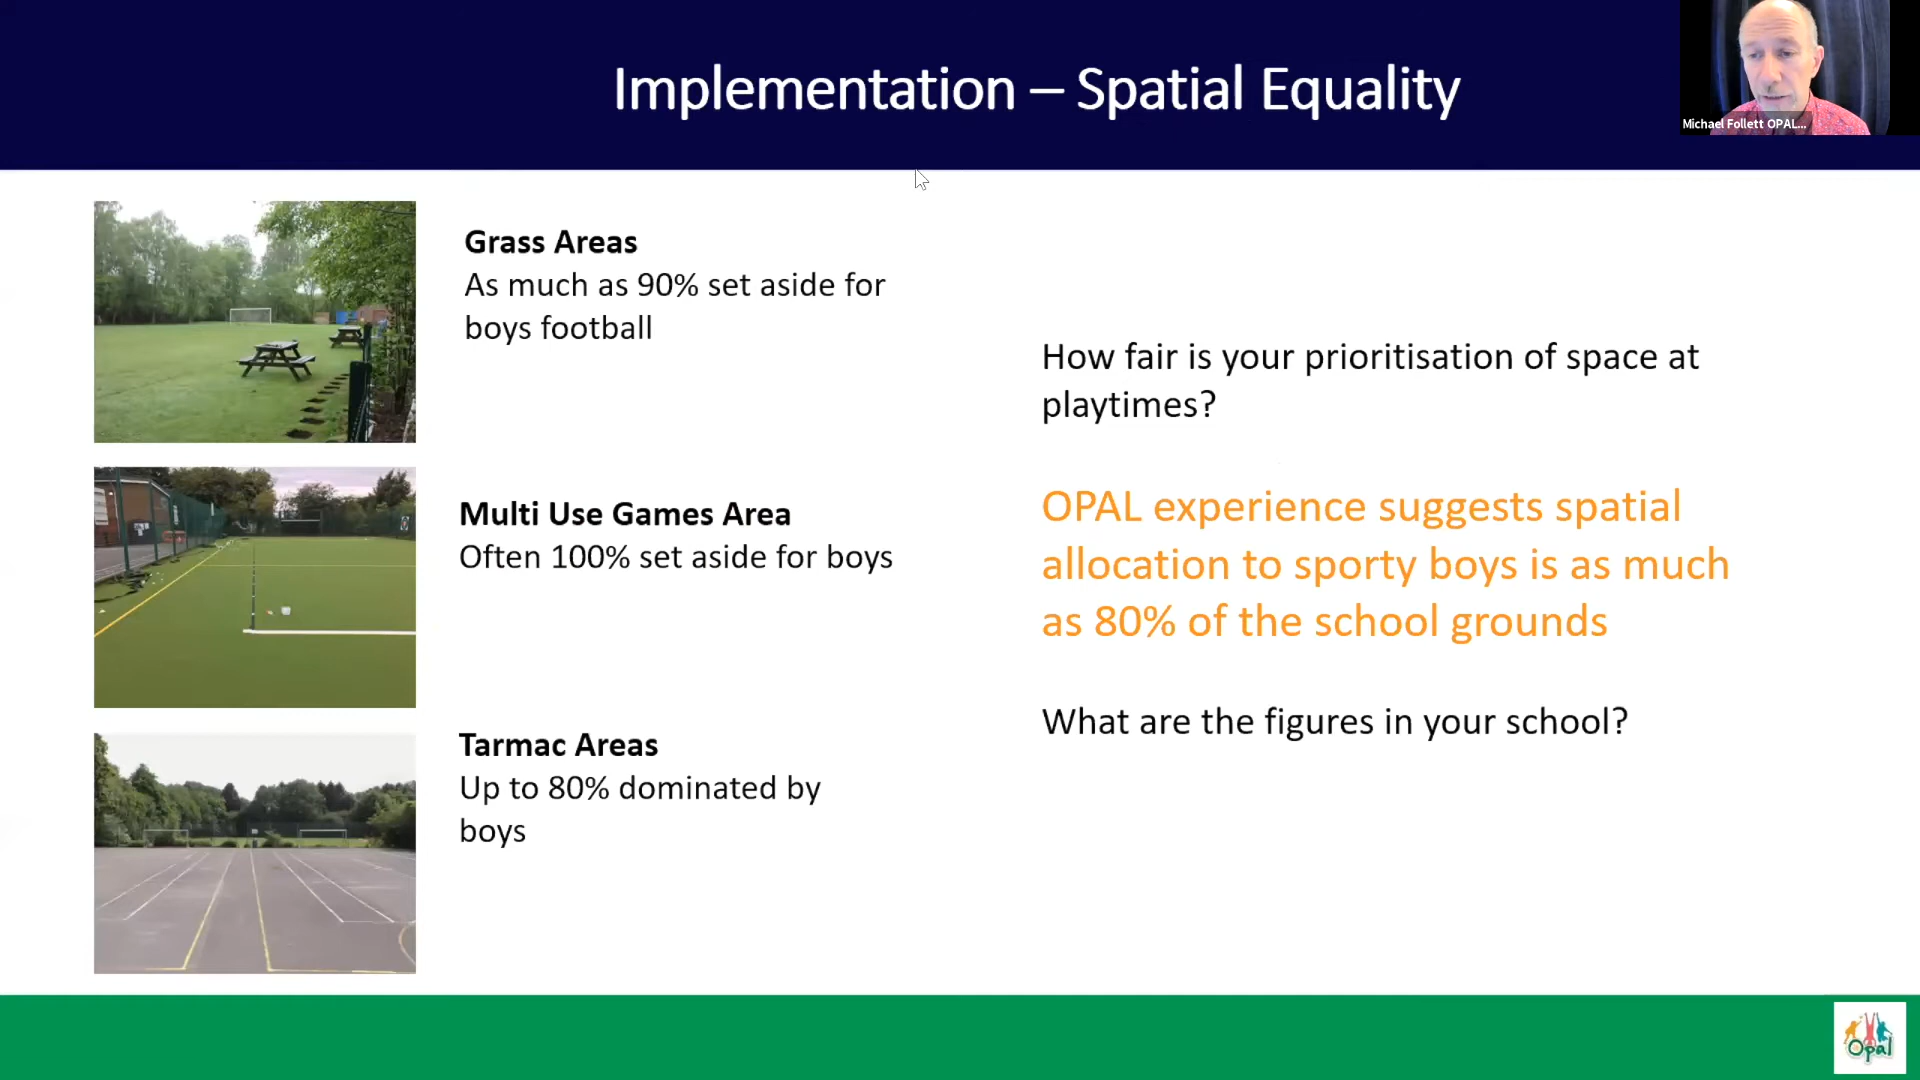 Implementation – Spatial Equality
Michael Follett OPAL...
Grass Areas
As much as 90% set aside for
boys football
Multi Use Games Area
Often 100% set aside for boys
Tarmac Areas
Up to 80% dominated by
boys
How fair is your prioritisation of space at
playtimes?
OPAL experience suggests spatial
allocation to sporty boys is as much
as 80% of the school grounds
What are the figures in your school?
Opal